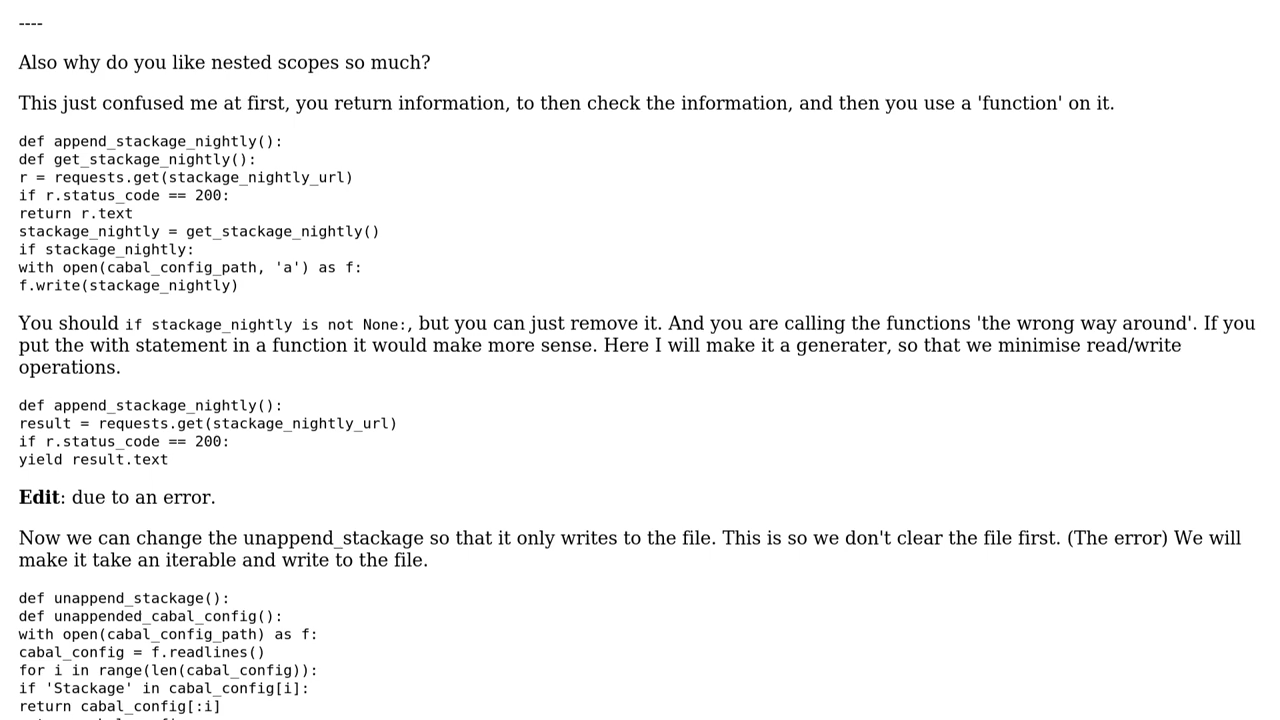 ----
Also why do you like nested scopes so much?
This just confused me at first, you return information, to then check the information, and then you use a 'function' on it.
def append_stackage_nightly():
def get_stackage_nightly():
r = requests.get(stackage_nightly_url)
if r.status_code == 200:
return r.text
stackage_nightly = get_stackage_nightly()
if stackage_nightly:
with open(cabal_config_path, 'a') as f:
f.write(stackage_nightly)
You should if stackage_nightly is not None:, but you can just remove it. And you are calling the functions 'the wrong way around'. If you
put the with statement in a function it would make more sense. Here I will make it a generater, so that we minimise read/write
operations.
def append_stackage_nightly():
result = requests.get(stackage_nightly_url)
if r.status_code == 200:
yield result.text
Edit: due to an error.
Now we can change the unappend_stackage so that it only writes to the file. This is so we don't clear the file first. (The error) We will
make it take an iterable and write to the file.
def unappend_stackage():
def unappended_cabal_config():
with open(cabal_config_path) as f:
cabal_config = f.readlines()
for i in range(len(cabal_config)):
if 'Stackage' in cabal_config[i]:
return cabal_config[:i]